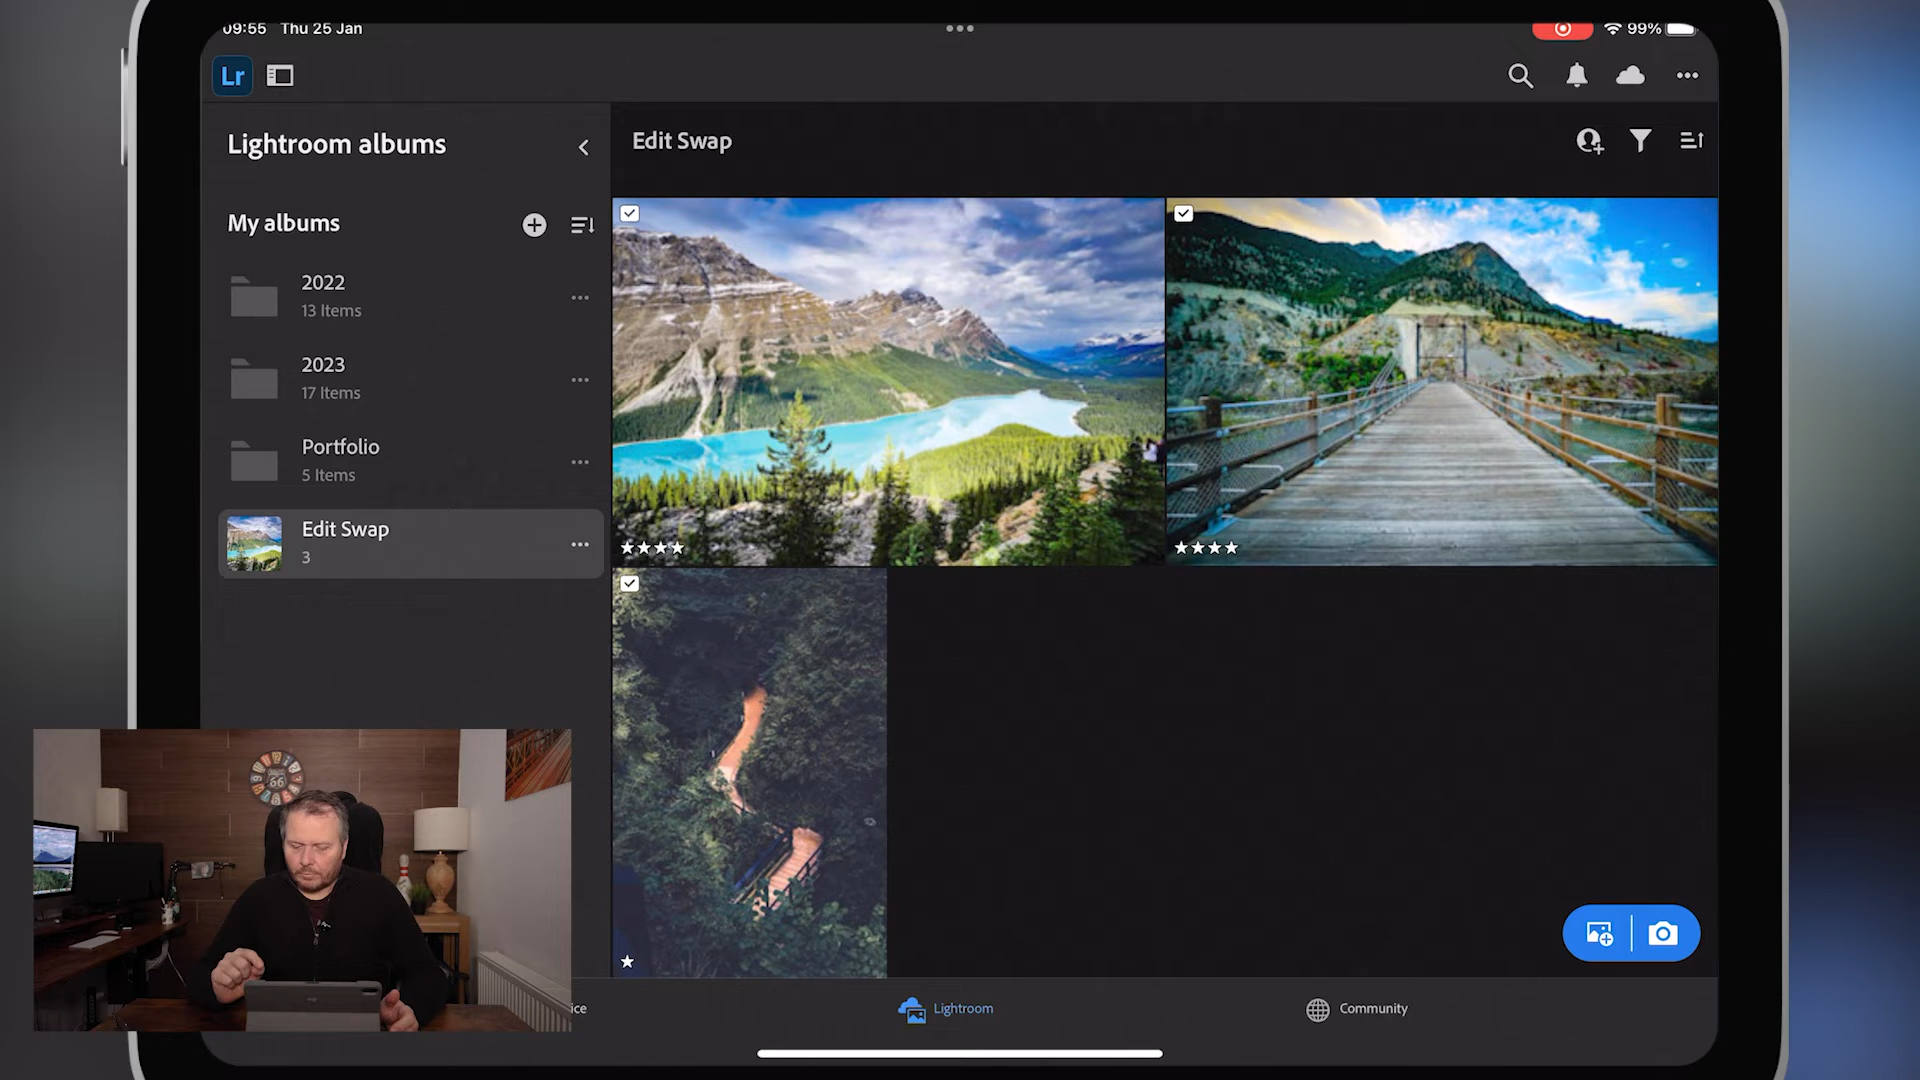 09:55 Thu 25 Jan
99%
Lr
Lightroom albums
Edit Swap
My albums
2022
13 Items
2023
17 Items
Portfolio
5 Items
Edit Swap
3
66
ice
Lightroom
Community